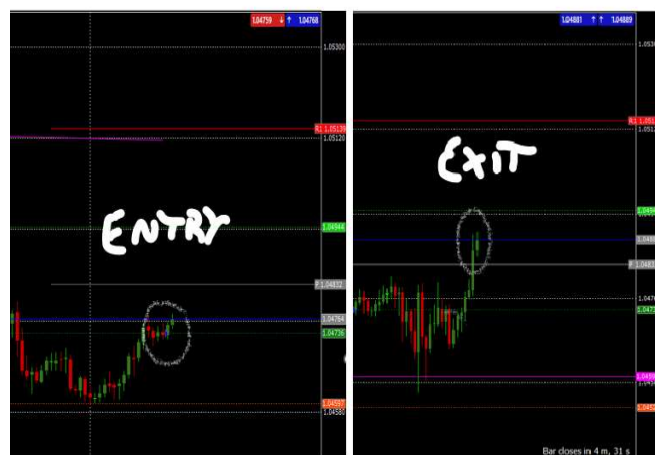 1.04759 ↓ ↑ 1.04768
1.05300
R1 1.05139
1.05120
ENTRY
1.04944
P 1.04832
1.04764
1.04736
1.04597
1.04580
1.04881 ↑ ↑ 1.04889
EXIT
Bar closes in 4 m, 31 s